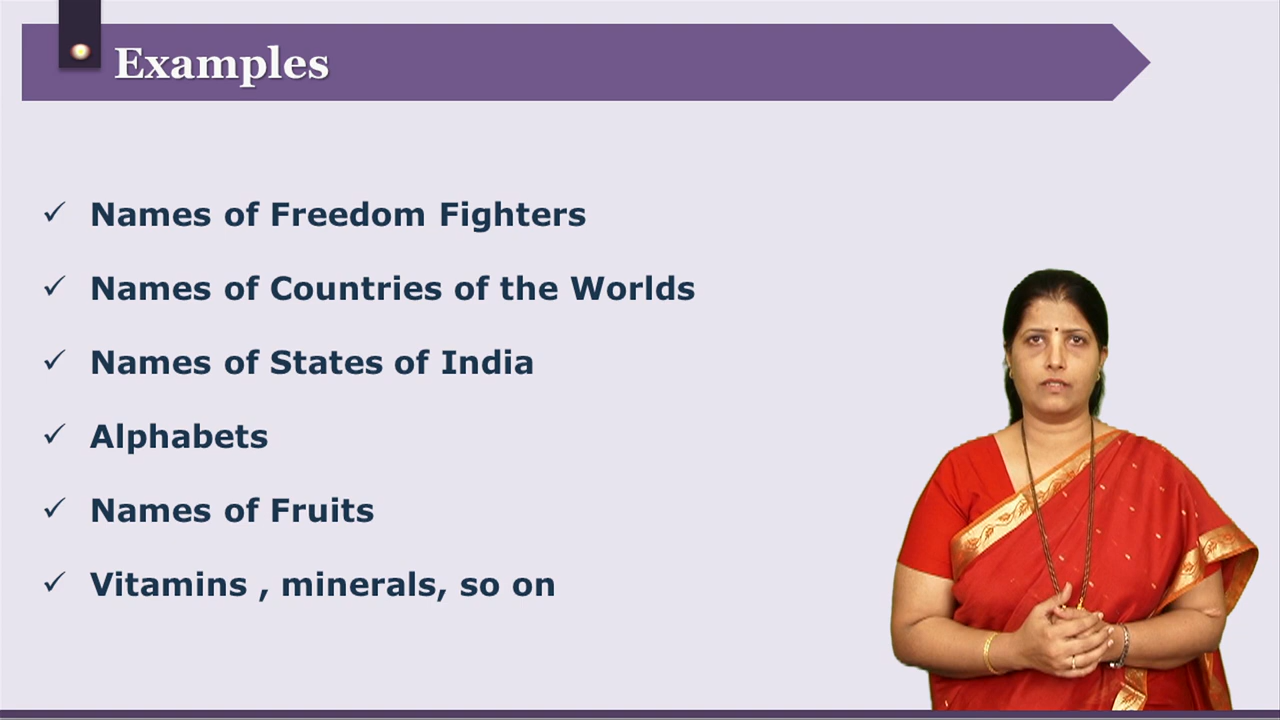 Examples
✓ Names of Freedom Fighters
✓ Names of Countries of the Worlds
✓ Names of States of India
✓ Alphabets
✓ Names of Fruits
✓ Vitamins , minerals, so on